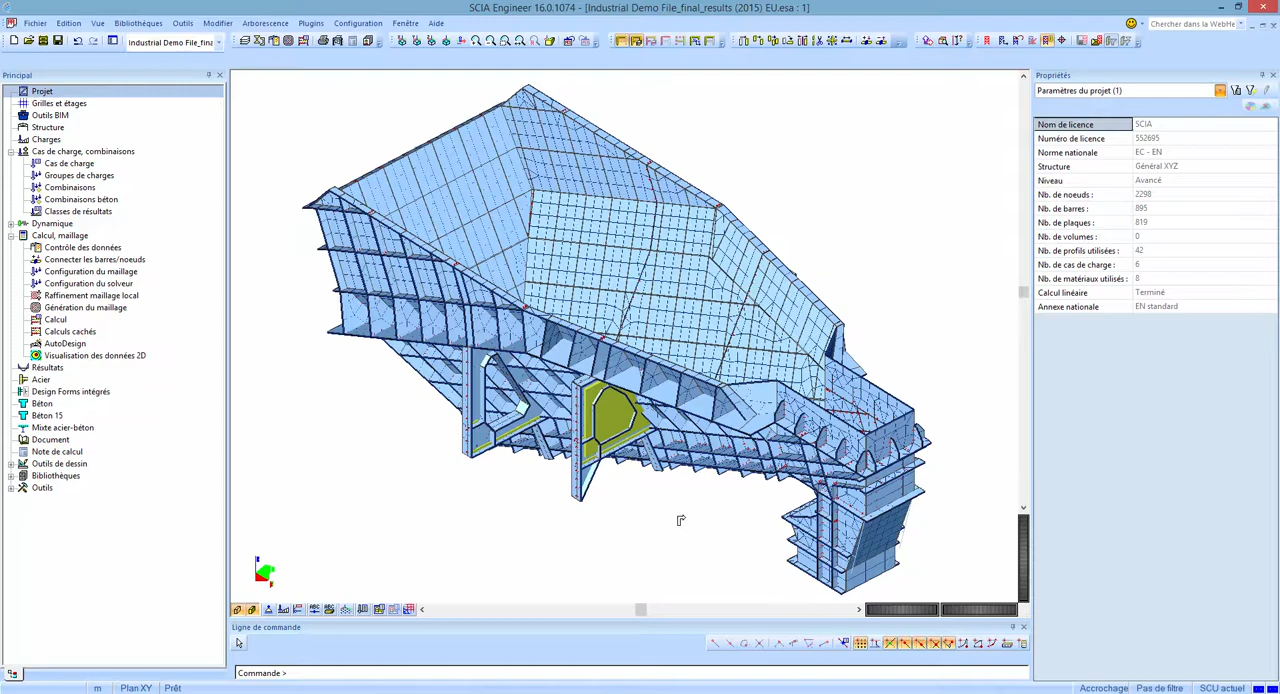 SCIA Engineer 16.0.1074 - [Industrial Demo File_final_results (2015) EU.esa : 1]
Fichier Edition Vue Bibliothèques Outils Modifier Arborescence Plugins Configuration Fenêtre Aide
Chercher dans la WebHe
Industrial Demo File_fina
Principal
Projet
Grilles et étages
Outils BIM
Structure
Charges
Cas de charge, combinaisons
Cas de charge
Groupes de charges
Combinaisons
Combinaisons béton
Classes de résultats
Dynamique
Calcul, maillage
Contrôle des données
Connecter les barres/noeuds
Configuration du maillage
Configuration du solveur
Raffinement maillage local
Génération du maillage
Calcul
Calculs cachés
AutoDesign
Visualisation des données 2D
Résultats
Acier
Design Forms intégrés
Béton
Béton 15
Mixte acier-béton
Document
Note de calcul
Outils de dessin
Bibliothèques
Outils
Propriétés
Paramètres du projet (1)
Nom de licence SCIA
Numéro de licence 552695
Norme nationale EC - EN
Structure Général XYZ
Niveau Avancé
Nb. de noeuds : 2298
Nb. de barres : 895
Nb. de plaques : 819
Nb. de volumes : 0
Nb. de profils utilisées : 42
Nb. de cas de charge : 6
Nb. de matériaux utilisés : 8
Calcul linéaire Terminé
Annexe nationale EN standard
Ligne de commande
Commande >
m Plan XY Prêt
Accrochage Pas de filtre SCU actuel